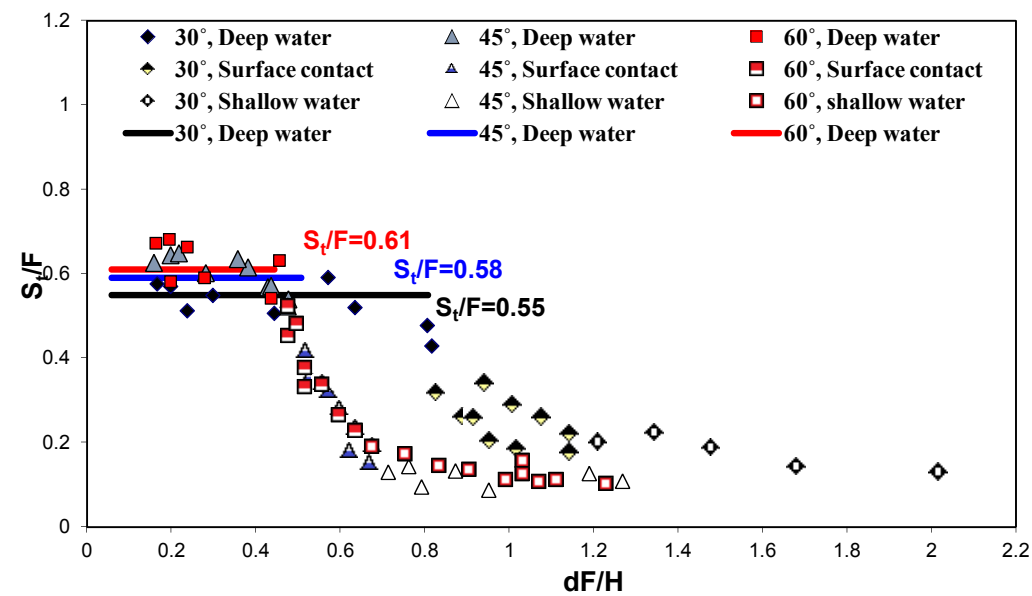 1.2
30°, Deep water 45°, Deep water 60°, Deep water
30°, Surface contact 45°, Surface contact 60°, Surface contact
30°, Shallow water 45°, Shallow water 60°, shallow water
30°, Deep water 45°, Deep water 60°, Deep water
1
0.8
0.6
0.4
0.2
0
St/F
St/F=0.61
St/F=0.58
St/F=0.55
0 0.2 0.4 0.6 0.8 1 1.2 1.4 1.6 1.8 2 2.2
dF/H